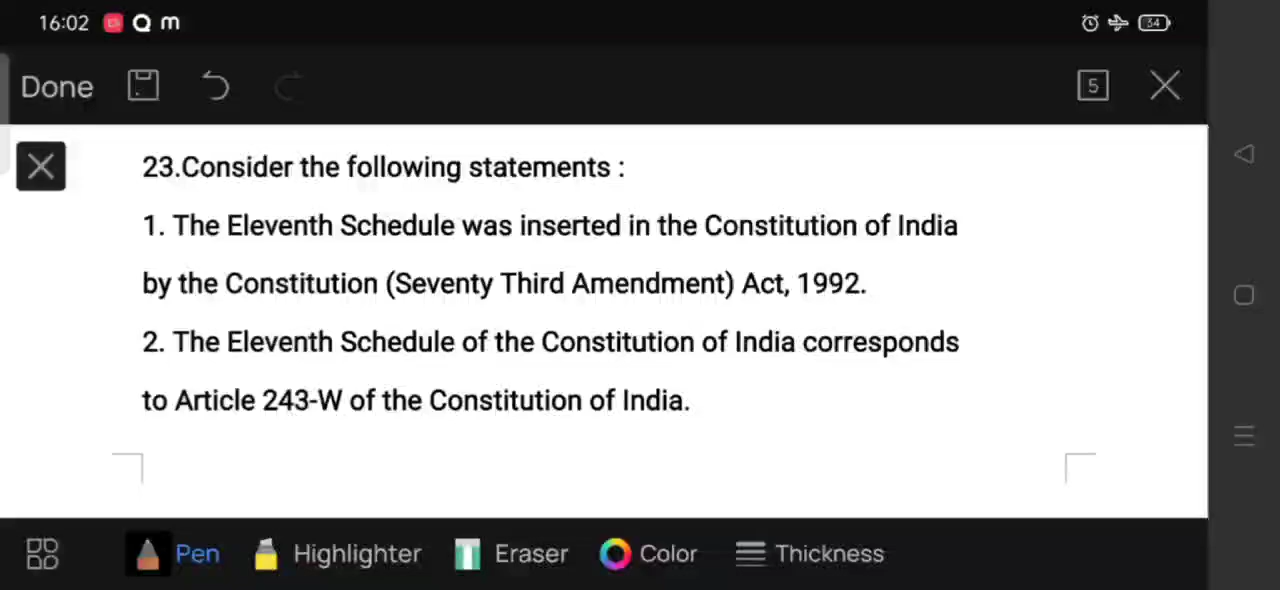 16:02 Q m 34
Done 5
23.Consider the following statements :
1. The Eleventh Schedule was inserted in the Constitution of India
by the Constitution (Seventy Third Amendment) Act, 1992.
2. The Eleventh Schedule of the Constitution of India corresponds
to Article 243-W of the Constitution of India.
Pen Highlighter Eraser Color Thickness